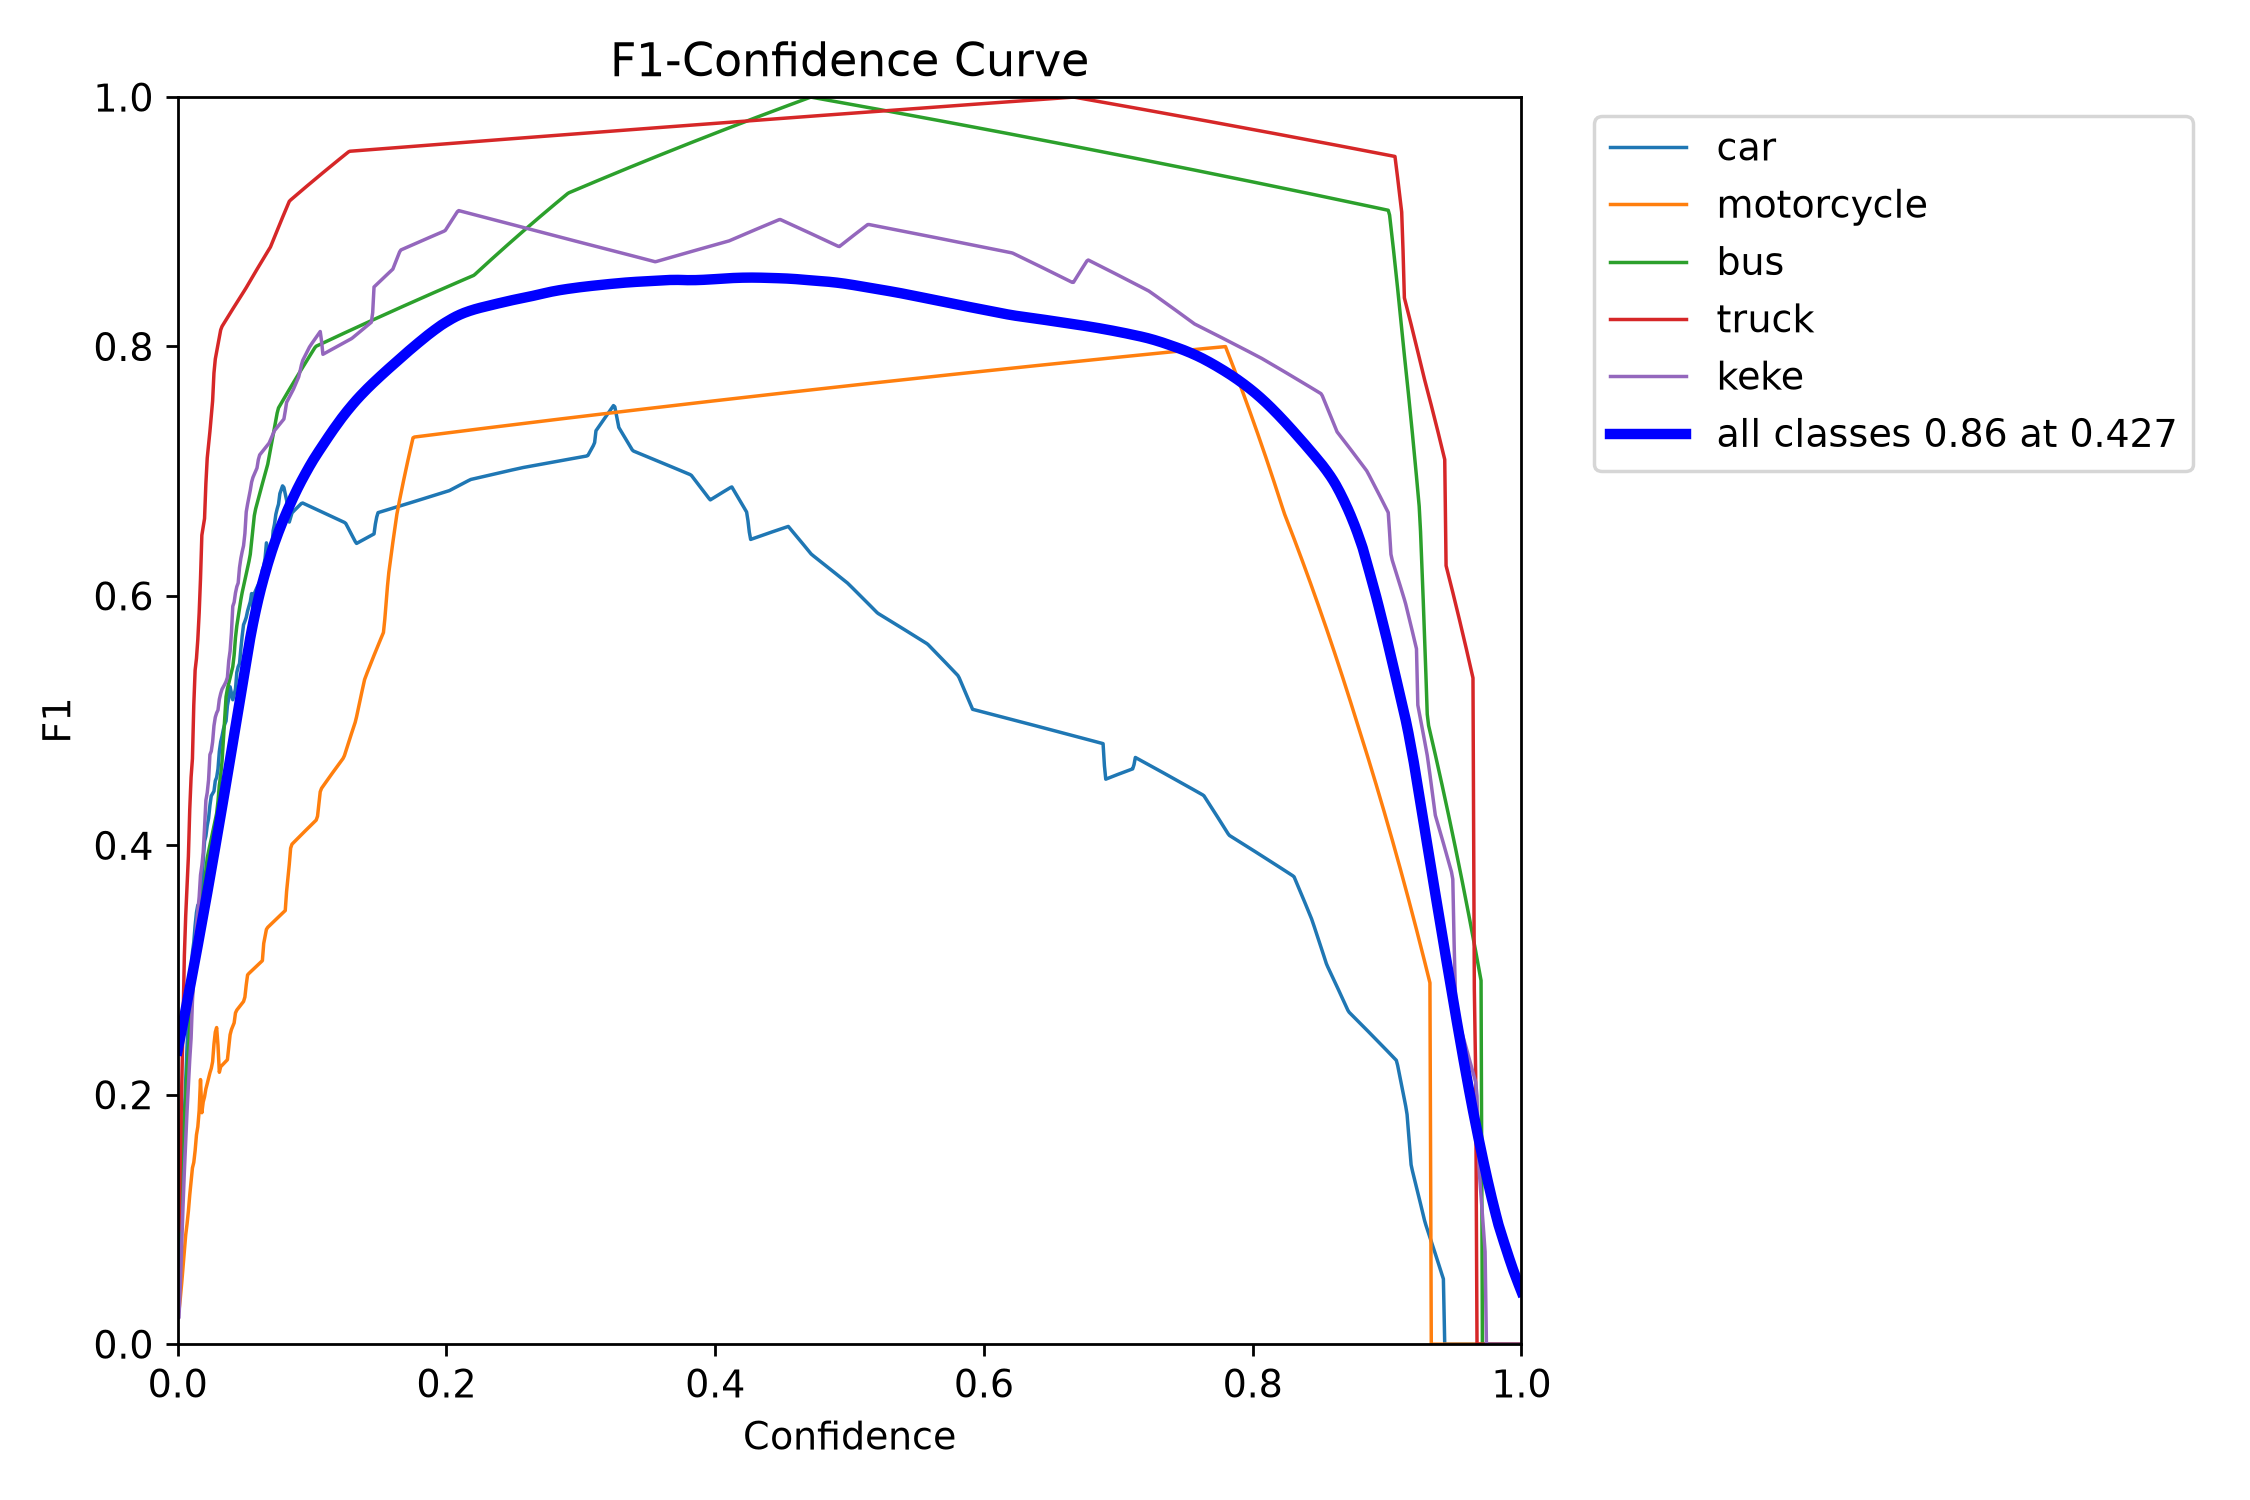 F1-Confidence Curve
1.0
0.8
0.6
0.4
0.2
0.0
F1
0.0 0.2 0.4 0.6 0.8 1.0
Confidence
car
motorcycle
bus
truck
keke
all classes 0.86 at 0.427